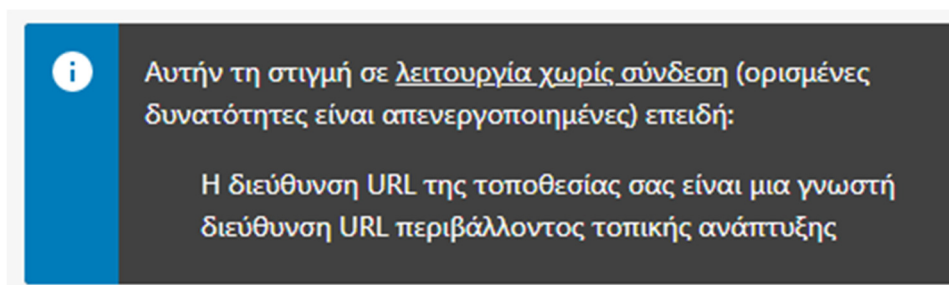 Αυτήν τη στιγμή σε λειτουργία χωρίς σύνδεση (ορισμένες
δυνατότητες είναι απενεργοποιημένες) επειδή:
Η διεύθυνση URL της τοποθεσίας σας είναι μια γνωστή
διεύθυνση URL περιβάλλοντος τοπικής ανάπτυξης